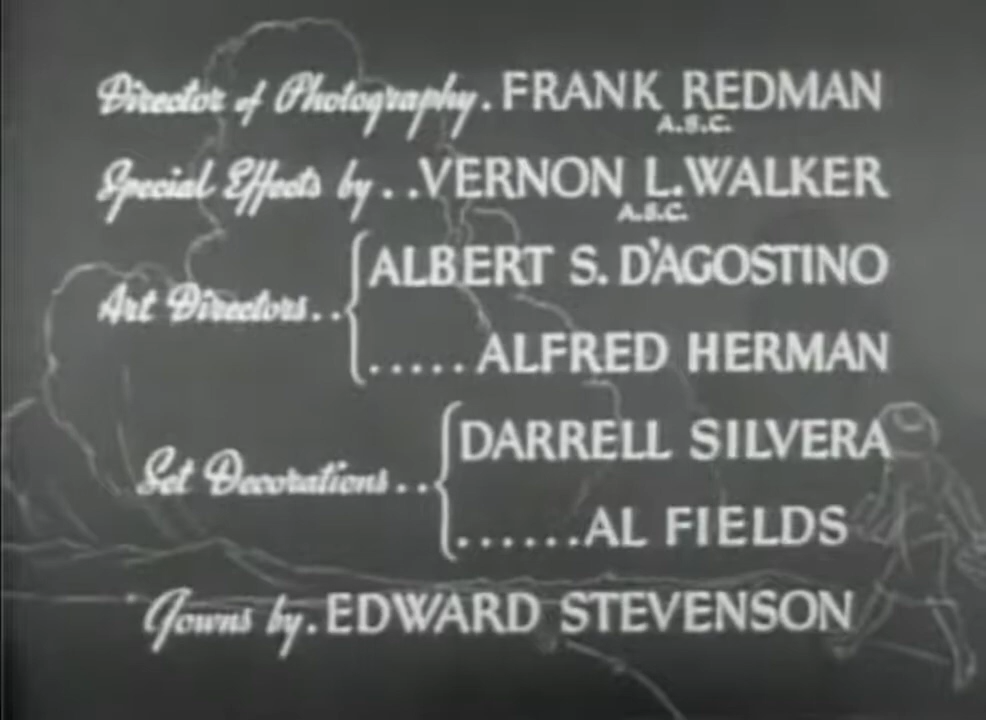 Director of Photography. FRANK REDMAN
A.S.C.
Special Effects by..VERNON L.WALKER
A.S.C.
ALBERT S. D'AGOSTINO
Art Directors..
.....ALFRED HERMAN
DARRELL SILVERA
Set Decorations..
......AL FIELDS
Gowns by.EDWARD STEVENSON